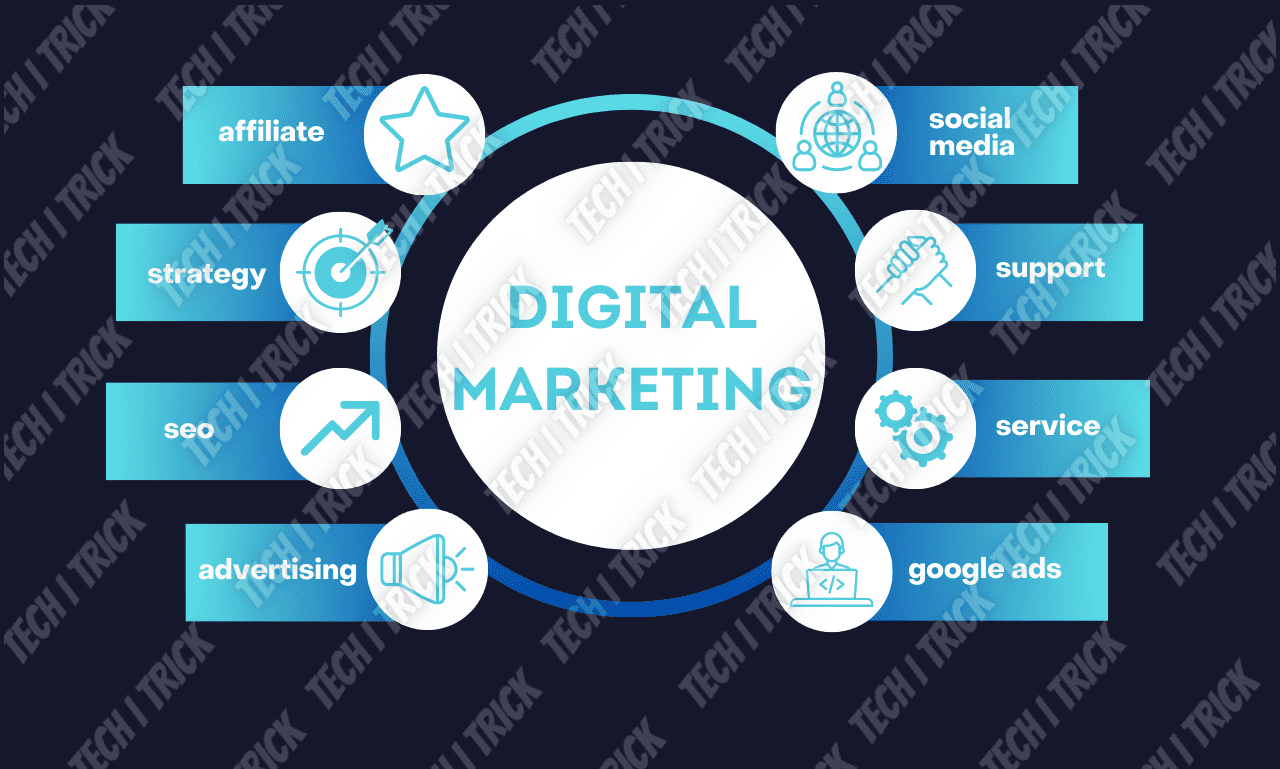 affiliate
strategy
seo
advertising
DIGITAL
MARKETING
social
media
support
service
google ads
</>
TECH I TRICK